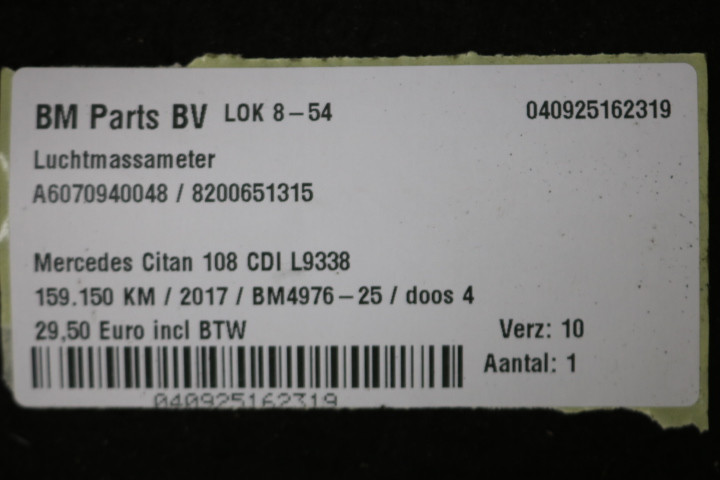 BM Parts BV LOK 8-54 040925162319
Luchtmassameter
A6070940048 / 8200651315
Mercedes Citan 108 CDI L9338
159.150 KM / 2017 / BM4976-25 / doos 4
29,50 Euro incl BTW Verz: 10
Aantal: 1
040925162319